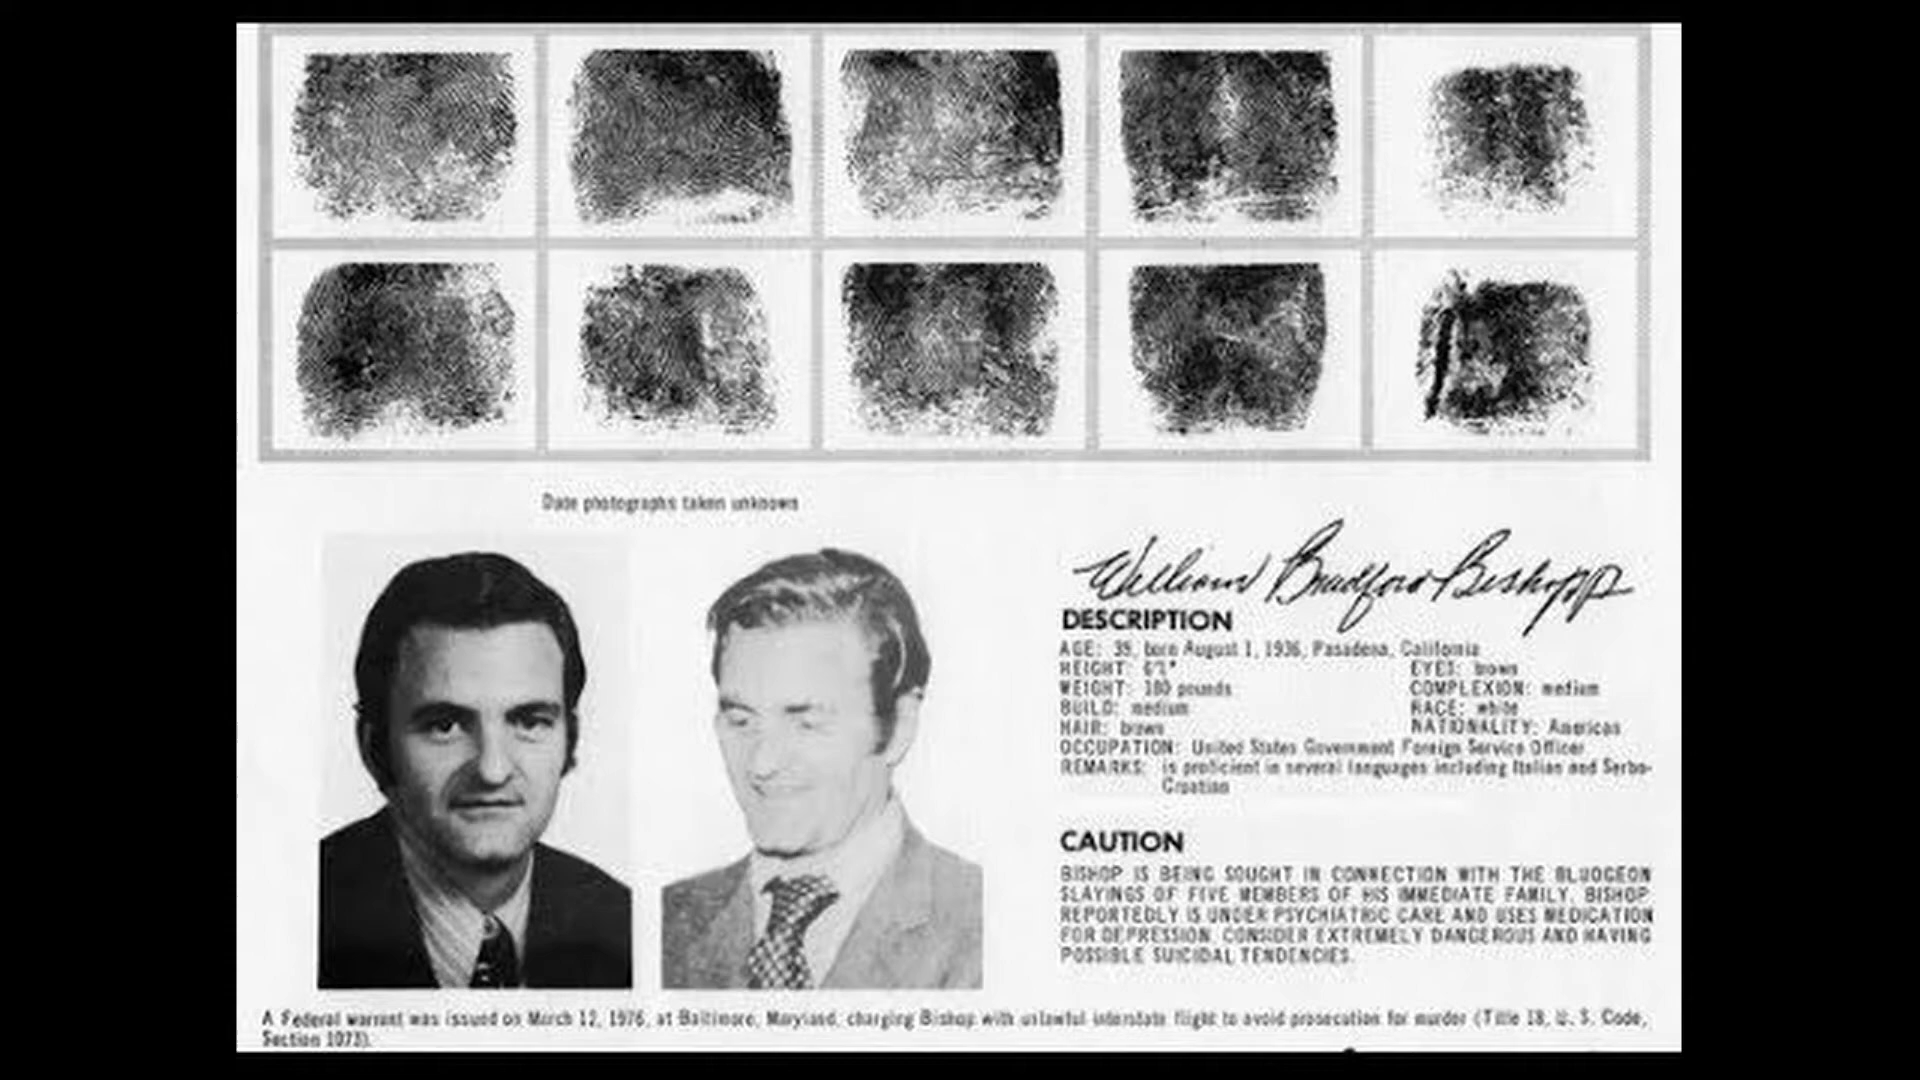 Date photographs taken unknown
William Bradford Bishop
DESCRIPTION
AGE: 39, born August 1, 1936, Pasadena, California
HEIGHT: 6'1" EYES: brown
WEIGHT: 180 pounds COMPLEXION: medium
BUILD: medium RACE: white
HAIR: brown NATIONALITY: American
OCCUPATION: United States Government Foreign Service Officer
REMARKS: is proficient in several languages including Italian and Serbo-
Croatian
CAUTION
BISHOP IS BEING SOUGHT IN CONNECTION WITH THE BLUDGEON
SLAYINGS OF FIVE MEMBERS OF HIS IMMEDIATE FAMILY. BISHOP
REPORTEDLY IS UNDER PSYCHIATRIC CARE AND USES MEDICATION
FOR DEPRESSION. CONSIDER EXTREMELY DANGEROUS AND HAVING
POSSIBLE SUICIDAL TENDENCIES.
A Federal warrant was issued on March 12, 1976, at Baltimore, Maryland, charging Bishop with unlawful interstate flight to avoid prosecution for murder (Title 18, U. S. Code,
Section 1073).